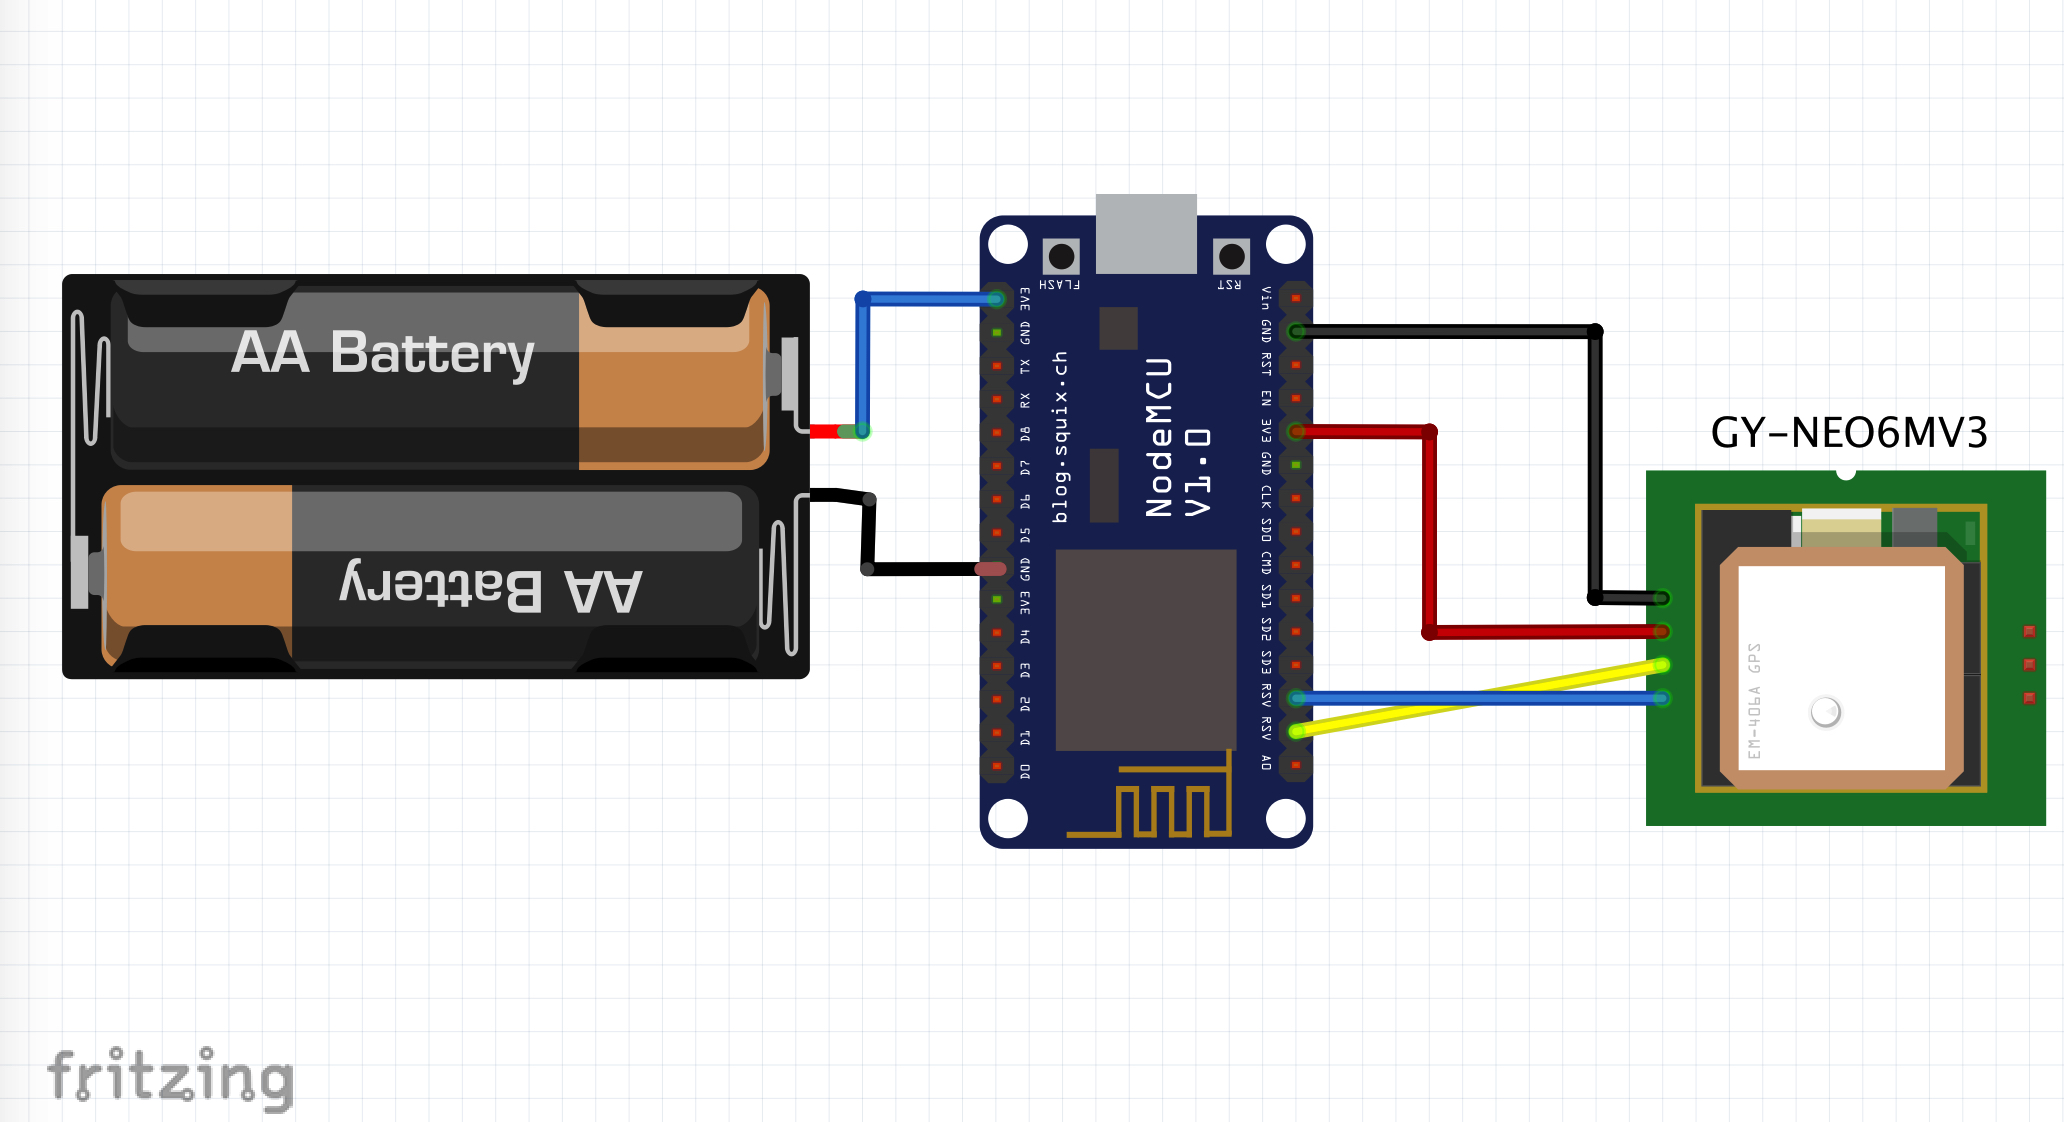 AA Battery
AA Battery
FLASH
RST
3V3
GND
TX
RX
D8
D7
D6
D5
GND
3V3
D4
D3
D2
D1
D0
blog.squix.ch
NodeMCU
V1.0
Vin
GND
RST
EN
3V3
GND
CLK
SD0
CMD
SD1
SD2
SD3
RSV
RSV
A0
GY-NEO6MV3
EM-406A GPS
fritzing